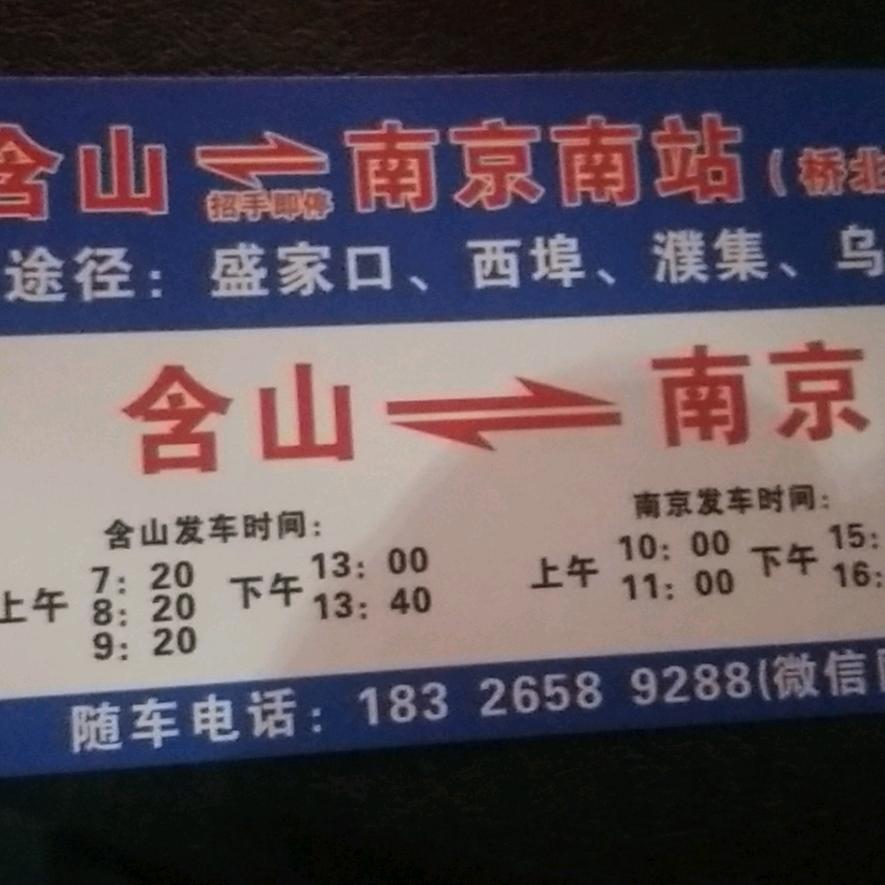 含山 南京南站(桥北
招手即停
途径:盛家口、西埠、濮集、乌
含山 南京
含山发车时间: 南京发车时间:
上午 7:20 下午 13:00 上午 10:00 下午 15:
8:20 13:40 11:00 16:
9:20
随车电话:183 2658 9288(微信